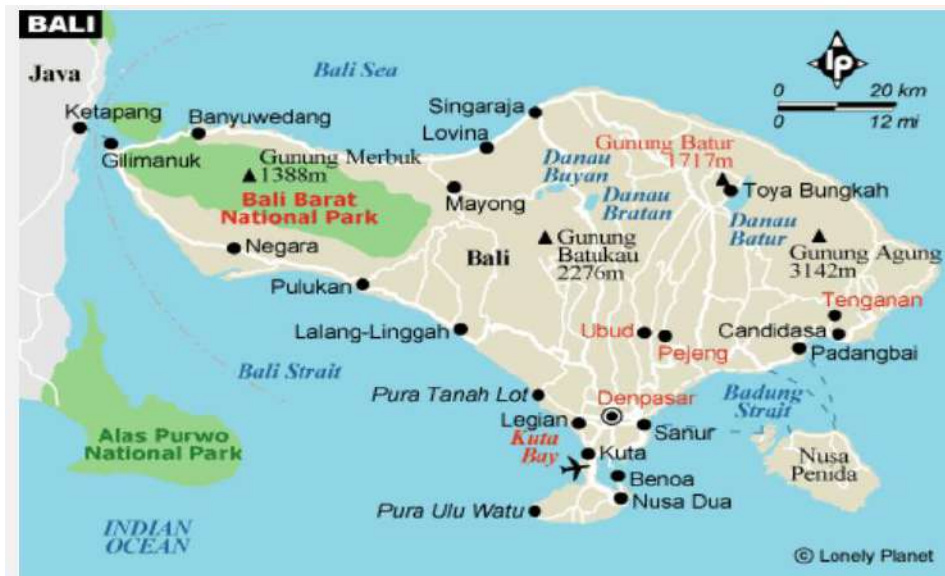 BALI
Java
Bali Sea
lp
0 20 km
0 12 mi
Ketapang
Banyuwedang
Singaraja
Lovina
Gilimanuk
Gunung Merbuk
1388m
Gunung Batur
1717m
Danau
Buyan
Toya Bungkah
Bali Barat
National Park
Mayong
Danau
Bratan
Danau
Batur
Negara
Bali
Gunung
Batukau
2276m
Gunung Agung
3142m
Pulukan
Tenganan
Lalang-Linggah
Ubud
Pejeng
Candidasa
Padangbai
Bali Strait
Pura Tanah Lot
Denpasar
Badung
Strait
Legian
Sanur
Alas Purwo
National Park
Kuta
Bay
Kuta
Nusa
Penida
Benoa
Nusa Dua
Pura Ulu Watu
INDIAN
OCEAN
© Lonely Planet